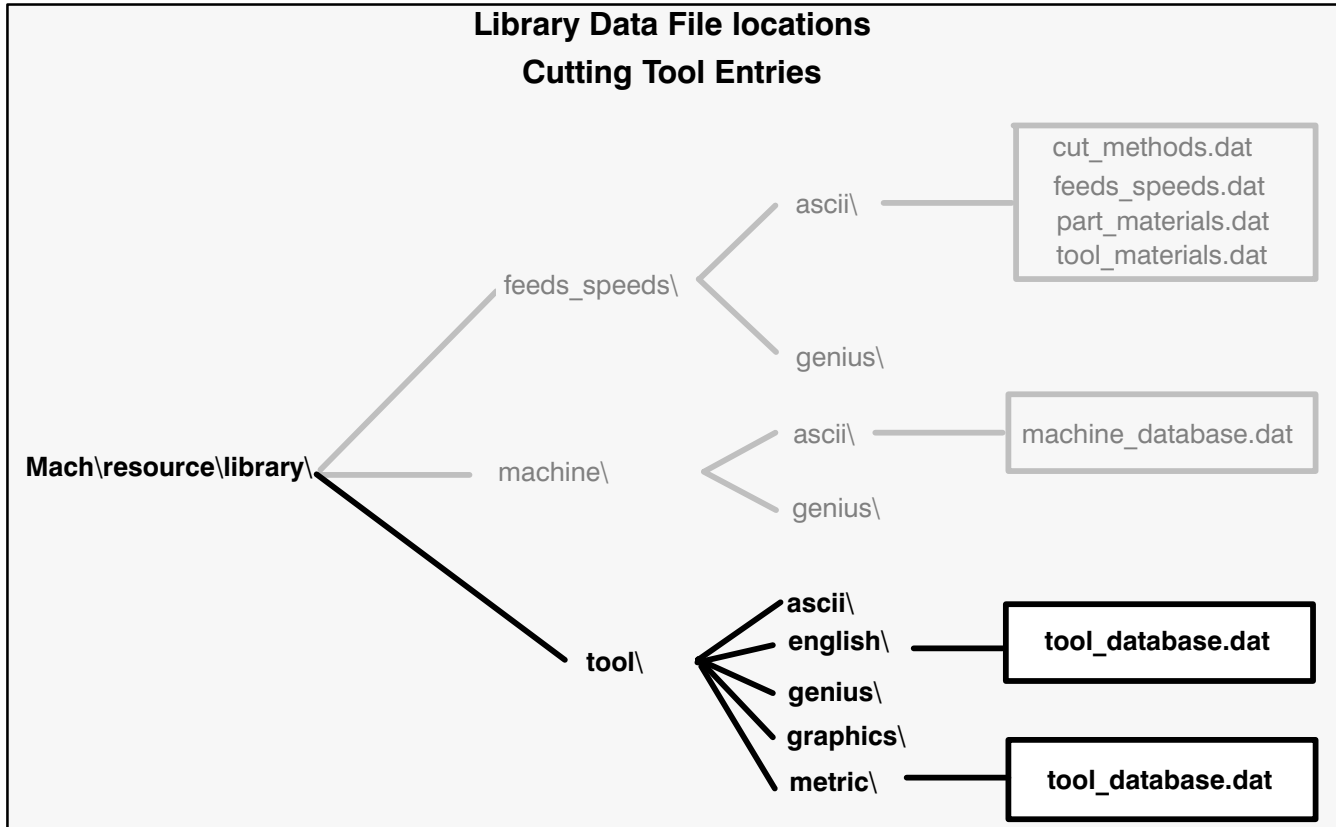 Library Data File locations
Cutting Tool Entries
cut_methods.dat
ascii\
feeds_speeds.dat
part_materials.dat
tool_materials.dat
feeds_speeds\
genius\
ascii\
machine_database.dat
Mach\resource\library\
machine\
genius\
ascii\
english\
tool_database.dat
tool\
genius\
graphics\
metric\
tool_database.dat